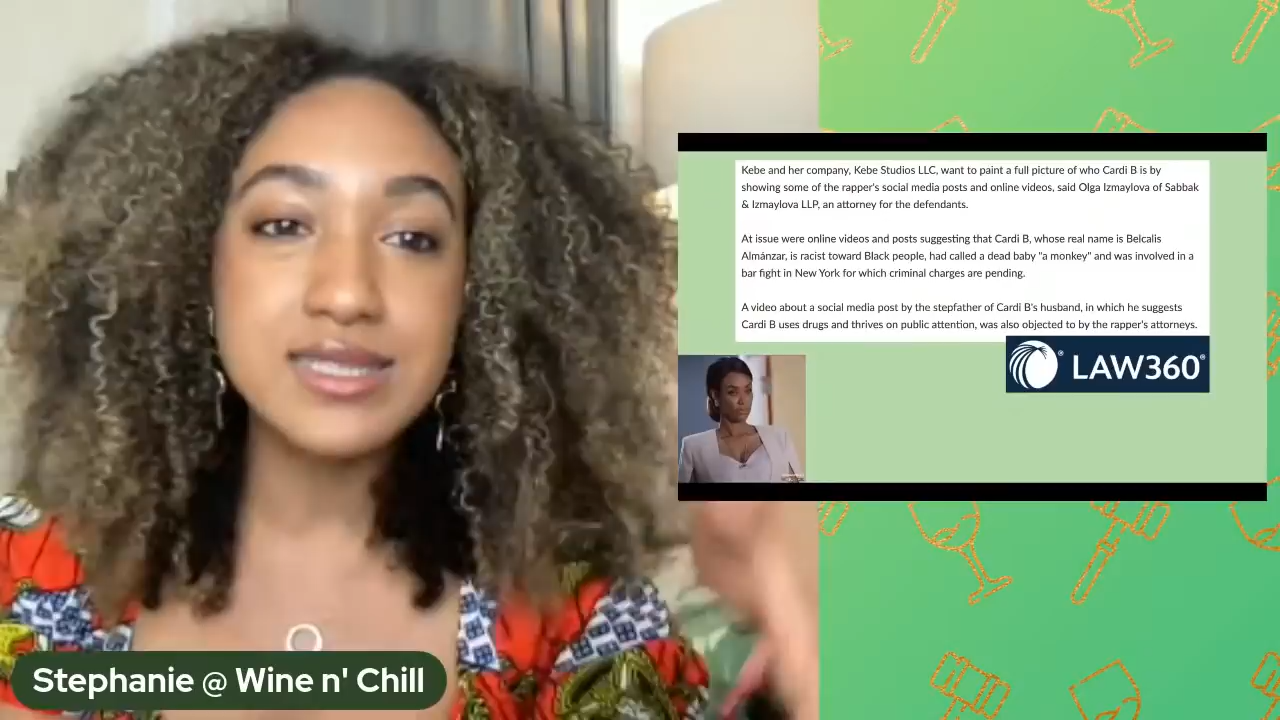 Kebe and her company, Kebe Studios LLC, want to paint a full picture of who Cardi B is by
showing some of the rapper's social media posts and online videos, said Olga Izmaylova of Sabbak
& Izmaylova LLP, an attorney for the defendants.
At issue were online videos and posts suggesting that Cardi B, whose real name is Belcalis
Almánzar, is racist toward Black people, had called a dead baby "a monkey" and was involved in a
bar fight in New York for which criminal charges are pending.
A video about a social media post by the stepfather of Cardi B's husband, in which he suggests
Cardi B uses drugs and thrives on public attention, was also objected to by the rapper's attorneys.
LAW360®
Stephanie @ Wine n' Chill